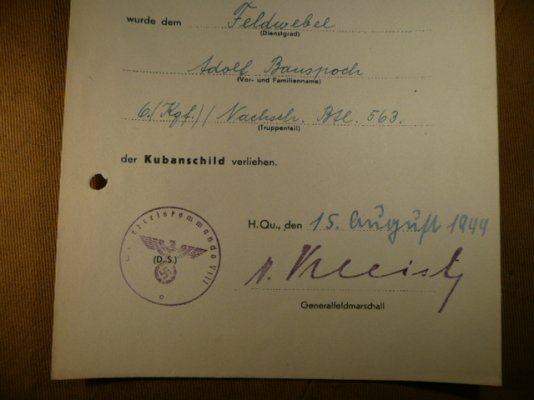 wurde dem Feldwebel
(Dienstgrad)
Adolf Bauspoch
(Vor- und Familienname)
6./(Kgf.)/ Nachsch. Btl. 563.
(Truppenteil)
der Kubanschild verliehen.
H.Qu., den 15. August 1944
(D.S.)
v. Kleist
Generalfeldmarschall